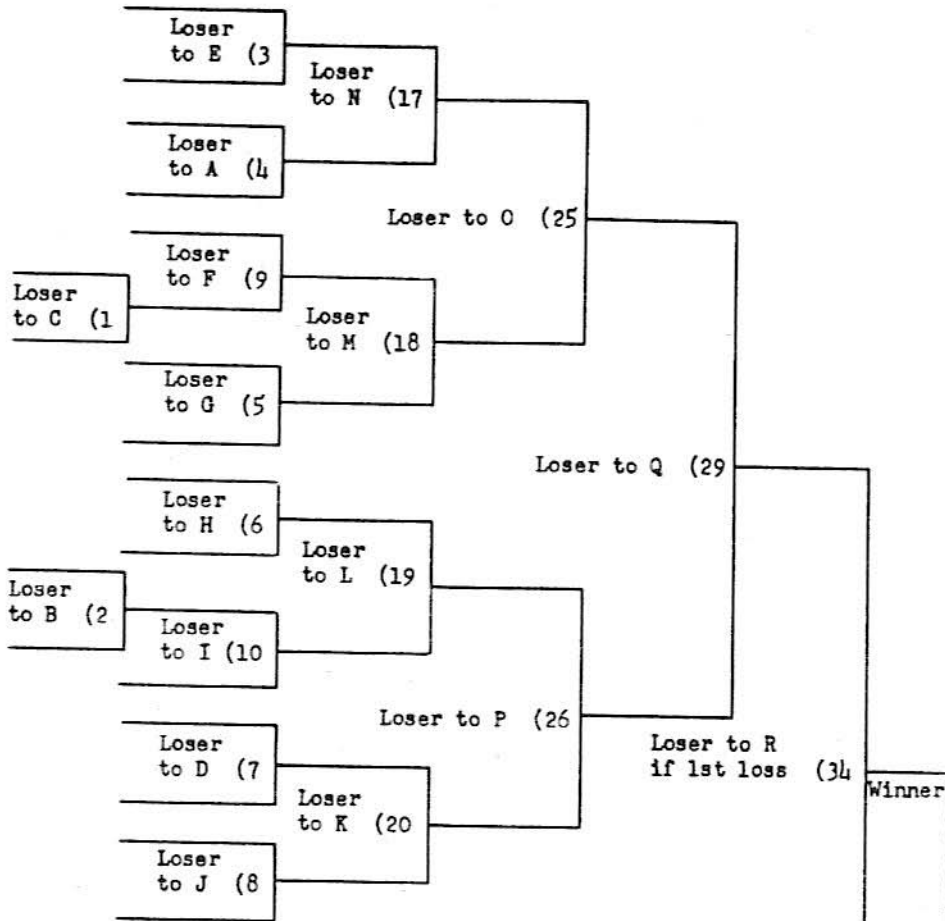 Loser
to E (3
Loser
to N (17
Loser
to A (4
Loser to O (25
Loser
to F (9
Loser
to C (1
Loser
to M (18
Loser
to G (5
Loser to Q (29
Loser
to H (6
Loser
to L (19
Loser
to B (2
Loser
to I (10
Loser to P (26
Loser to R
if 1st loss (34
Winner
Loser
to D (7
Loser
to K (20
Loser
to J (8